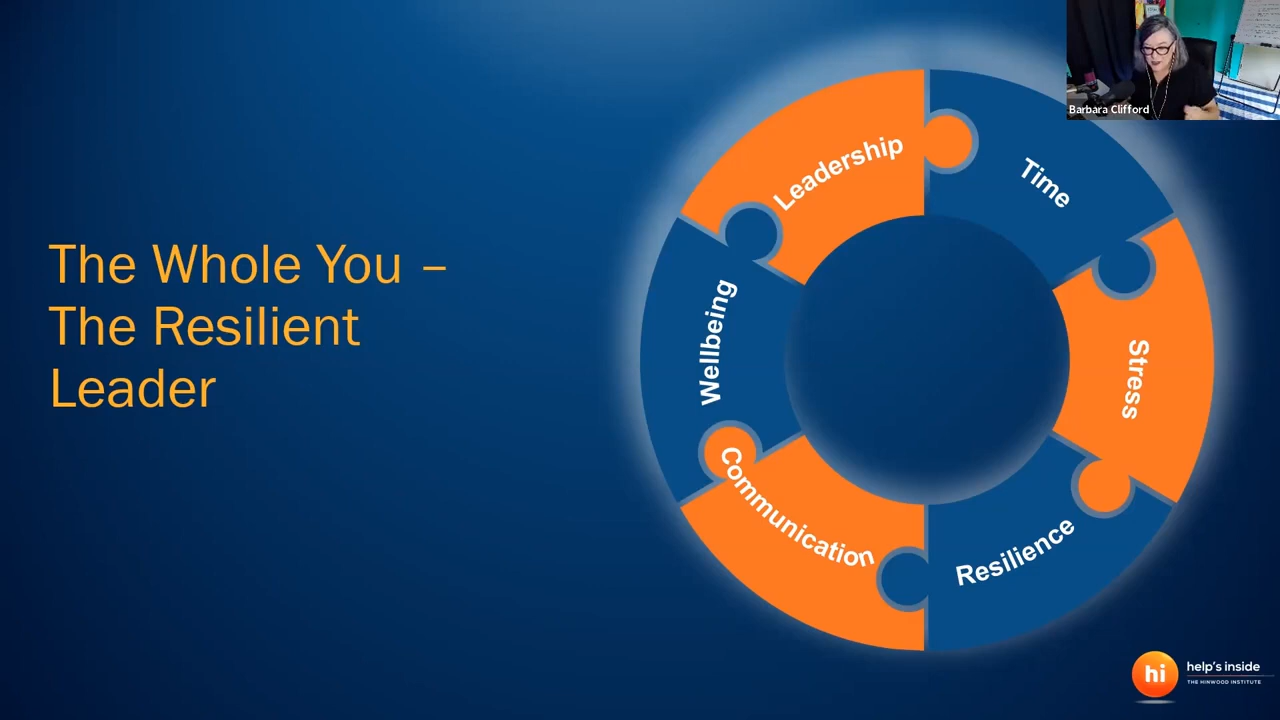 The Whole You –
The Resilient
Leader
Leadership
Time
Stress
Resilience
Communication
Wellbeing
Barbara Clifford
hi
help's inside
THE HINWOOD INSTITUTE